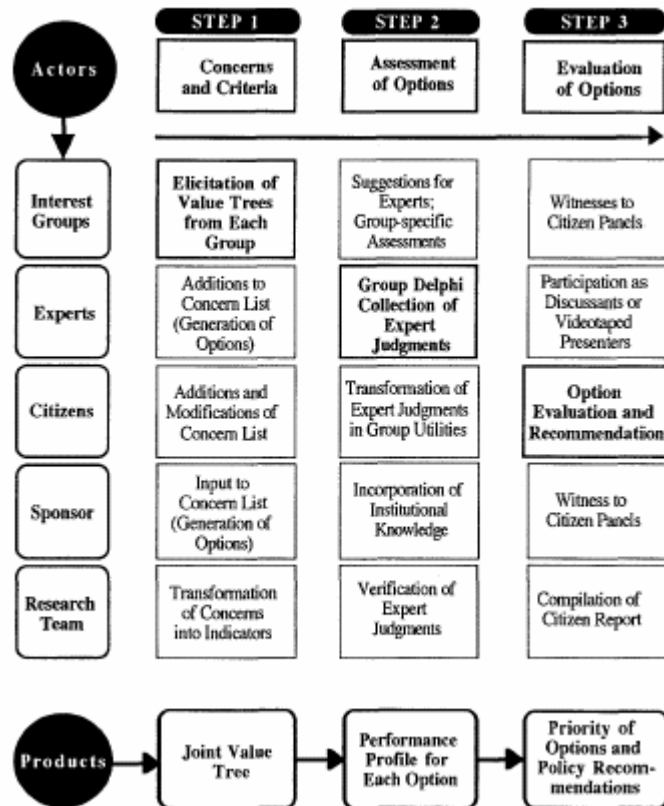 STEP 1
STEP 2
STEP 3
Actors
Concerns
and Criteria
Assessment
of Options
Evaluation
of Options
Interest
Groups
Elicitation of
Value Trees
from Each
Group
Suggestions for
Experts;
Group-specific
Assessments
Witnesses to
Citizen Panels
Experts
Additions to
Concern List
(Generation of
Options)
Group Delphi
Collection of
Expert
Judgments
Participation as
Discussants or
Videotaped
Presenters
Citizens
Additions and
Modifications of
Concern List
Transformation of
Expert Judgments
in Group Utilities
Option
Evaluation and
Recommendation
Sponsor
Input to
Concern List
(Generation of
Options)
Incorporation of
Institutional
Knowledge
Witness to
Citizen Panels
Research
Team
Transformation
of Concerns
into Indicators
Verification of
Expert
Judgments
Compilation of
Citizen Report
Products
Joint Value
Tree
Performance
Profile for
Each Option
Priority of
Options and
Policy Recom-
mendations